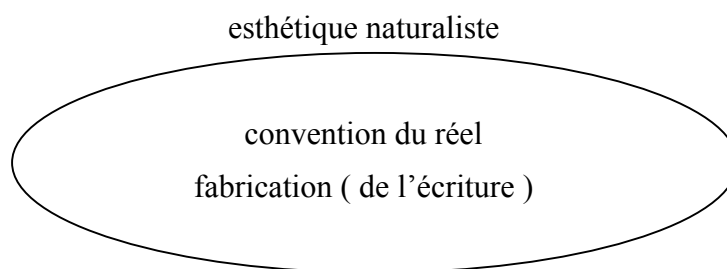 esthétique naturaliste
convention du réel
fabrication ( de l’écriture )